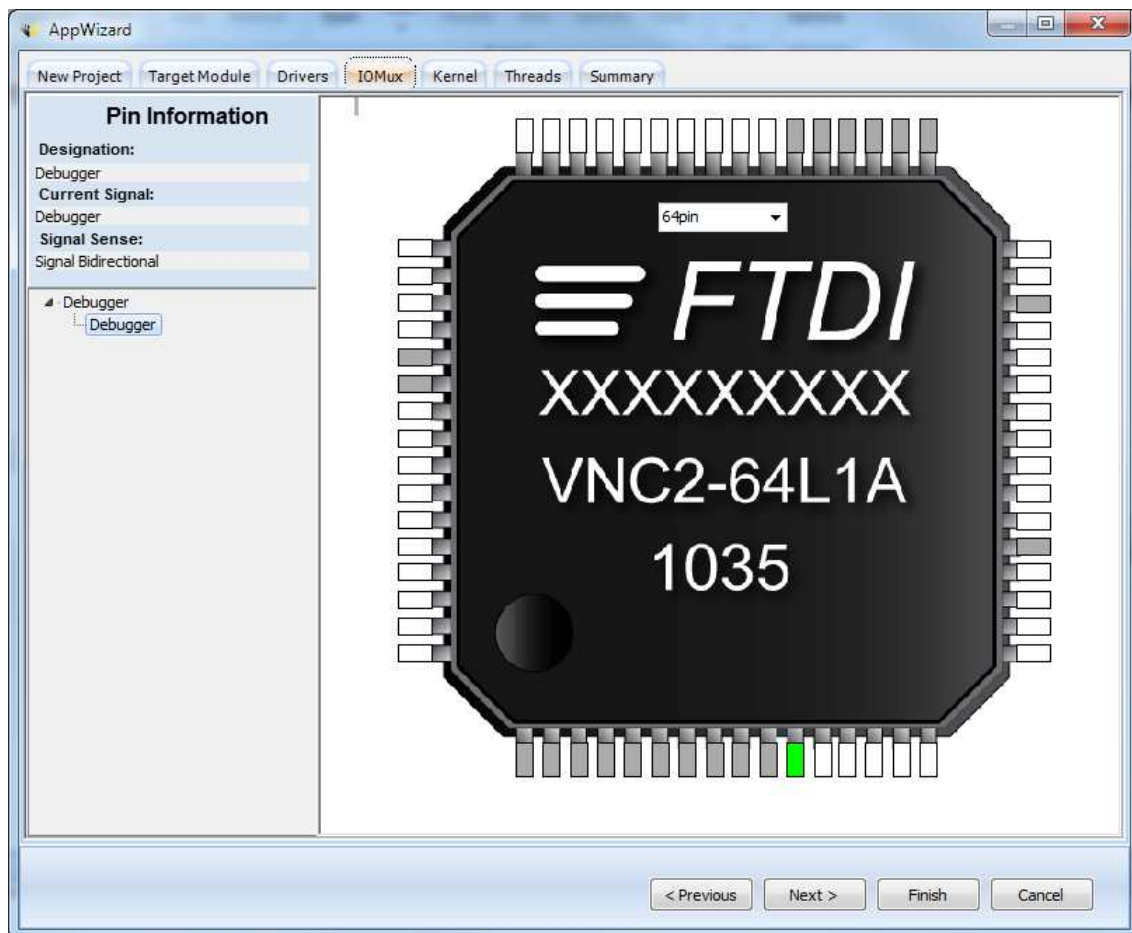 AppWizard
New Project Target Module Drivers IOMux Kernel Threads Summary
Pin Information
Designation:
Debugger
Current Signal:
Debugger
Signal Sense:
Signal Bidirectional
Debugger
Debugger
64pin
FTDI
XXXXXXXXX
VNC2-64L1A
1035
< Previous Next > Finish Cancel